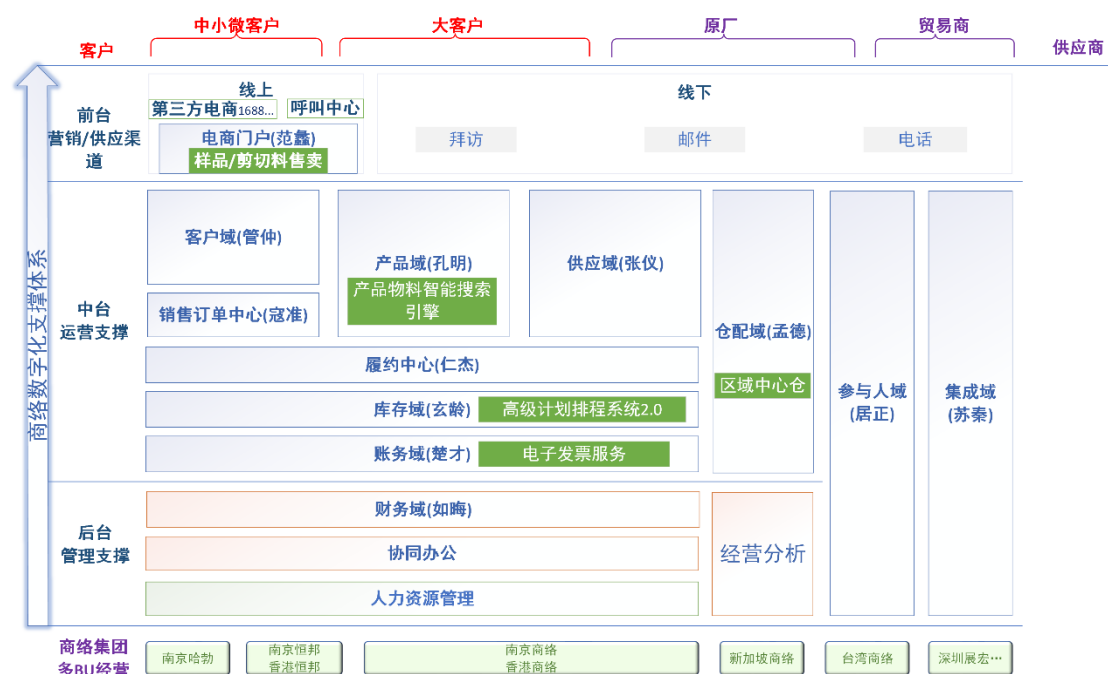 中小微客户
大客户
原厂
贸易商
客户
供应商
线上
线下
第三方电商1688...
呼叫中心
前台
营销/供应渠
道
电商门户(范蠡)
样品/剪切料售卖
拜访
邮件
电话
商络数字化支撑体系
中台
运营支撑
客户域(管仲)
销售订单中心(寇准)
产品域(孔明)
产品物料智能搜索
引擎
供应域(张仪)
仓配域(孟德)
区域中心仓
参与人域
(居正)
集成域
(苏秦)
履约中心(仁杰)
库存域(玄龄)
高级计划排程系统2.0
账务域(楚才)
电子发票服务
后台
管理支撑
财务域(如晦)
协同办公
人力资源管理
经营分析
商络集团
多BU经营
南京哈勃
南京恒邦
香港恒邦
南京商络
香港商络
新加坡商络
台湾商络
深圳展宏…